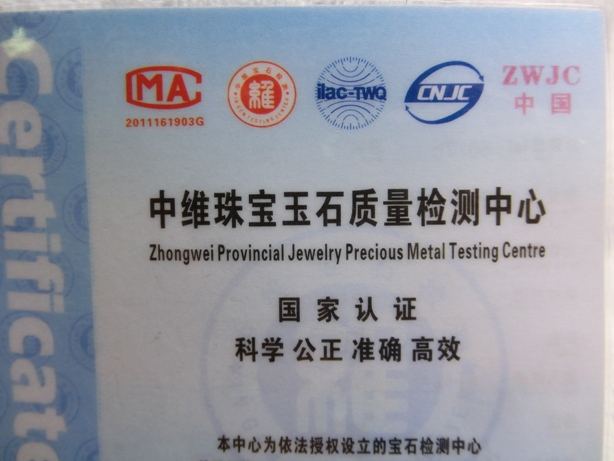 Certificate
CMA
2011161903G
維
ilac-TWQ
CNJC
ZWJC
中国
中维珠宝玉石质量检测中心
Zhongwei Provincial Jewelry Precious Metal Testing Centre
国家认证
科学 公正 准确 高效
本中心为依法授权设立的宝石检测中心